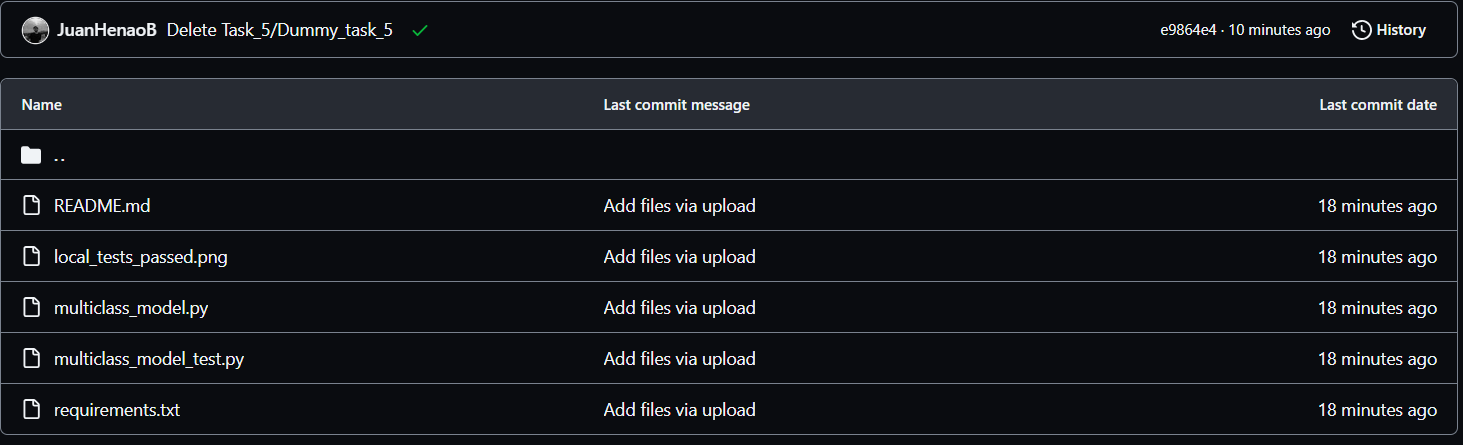 JuanHenaoB Delete Task_5/Dummy_task_5 e9864e4 · 10 minutes ago History
Name Last commit message Last commit date
..
README.md Add files via upload 18 minutes ago
local_tests_passed.png Add files via upload 18 minutes ago
multiclass_model.py Add files via upload 18 minutes ago
multiclass_model_test.py Add files via upload 18 minutes ago
requirements.txt Add files via upload 18 minutes ago